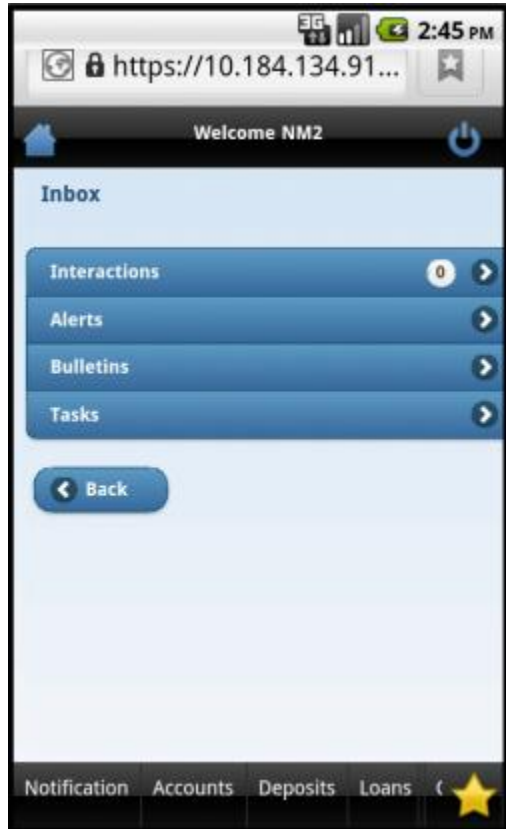 3G 2:45 PM
https://10.184.134.91...
Welcome NM2
Inbox
Interactions 0
Alerts
Bulletins
Tasks
Back
Notification Accounts Deposits Loans